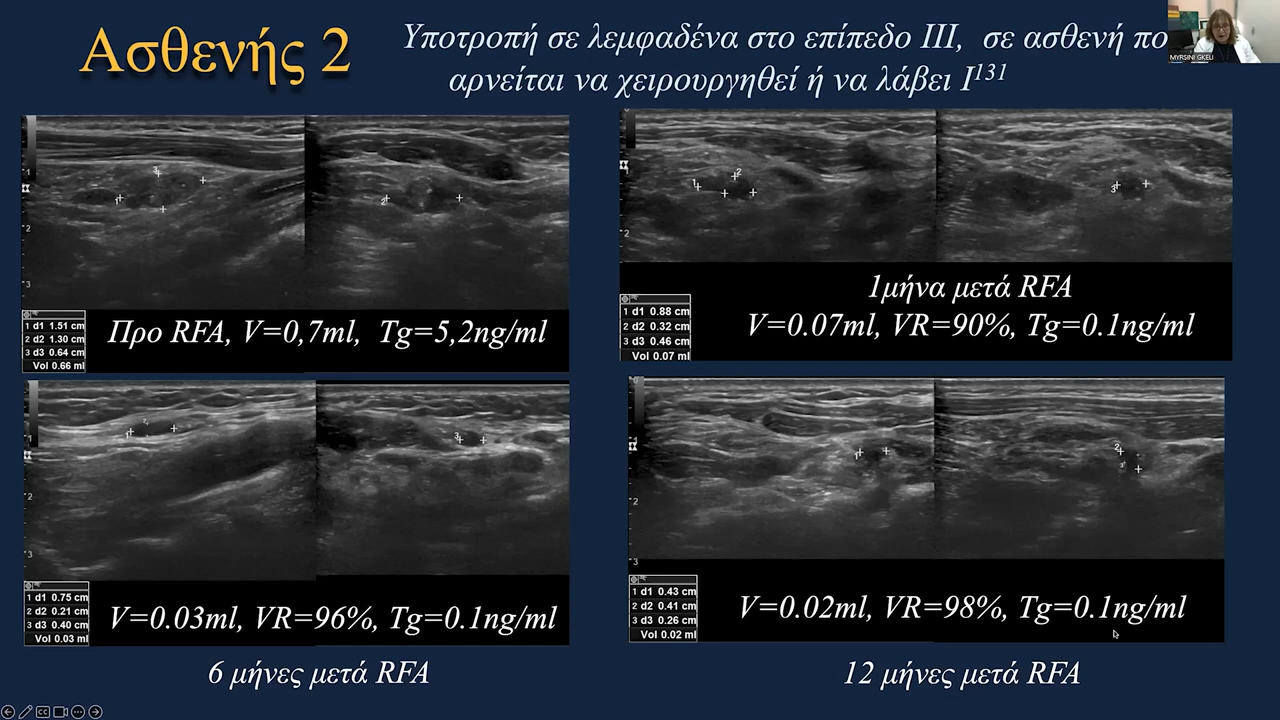 Ασθενής 2
Υποτροπή σε λεμφαδένα στο επίπεδο III, σε ασθενή πο
αρνείται να χειρουργηθεί ή να λάβει I¹³¹
MYRSINI GKELI
1 d1 1.51 cm
2 d2 1.30 cm
3 d3 0.64 cm
Vol 0.66 ml
Προ RFA, V=0,7ml, Tg=5,2ng/ml
1μήνα μετά RFA
1 d1 0.88 cm
2 d2 0.32 cm
3 d3 0.46 cm
Vol 0.07 ml
V=0.07ml, VR=90%, Tg=0.1ng/ml
1 d1 0.75 cm
2 d2 0.21 cm
3 d3 0.40 cm
Vol 0.03 ml
V=0.03ml, VR=96%, Tg=0.1ng/ml
6 μήνες μετά RFA
1 d1 0.43 cm
2 d2 0.41 cm
3 d3 0.26 cm
Vol 0.02 ml
V=0.02ml, VR=98%, Tg=0.1ng/ml
12 μήνες μετά RFA